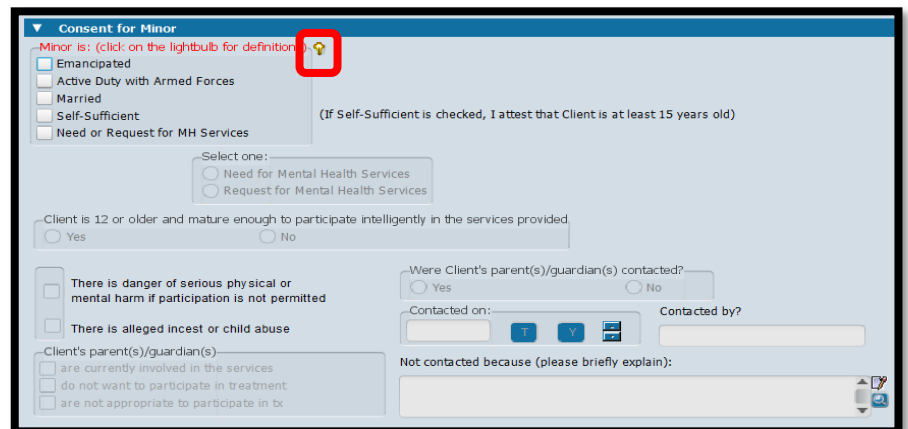 ▼ Consent for Minor
Minor is: (click on the lightbulb for definition
Emancipated
Active Duty with Armed Forces
Married
Self-Sufficient
(If Self-Sufficient is checked, I attest that Client is at least 15 years old)
Need or Request for MH Services
Select one:
Need for Mental Health Services
Request for Mental Health Services
Client is 12 or older and mature enough to participate intelligently in the services provided.
Yes No
There is danger of serious physical or
mental harm if participation is not permitted
There is alleged incest or child abuse
Client's parent(s)/guardian(s)
are currently involved in the services
do not want to participate in treatment
are not appropriate to participate in tx
Were Client's parent(s)/guardian(s) contacted?
Yes No
Contacted on:
T Y
Contacted by?
Not contacted because (please briefly explain):